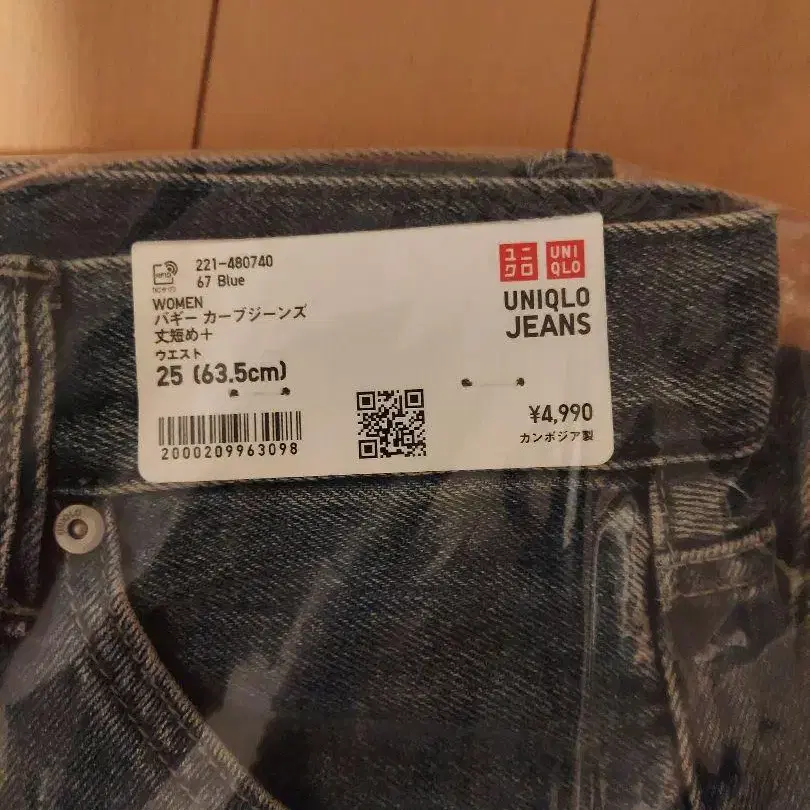 221-480740
67 Blue
WOMEN
バギー カーブジーンズ
丈短め+
ウエスト
25 (63.5cm)
2000209963098
ユニ
クロ
UNI
QLO
UNIQLO
JEANS
¥4,990
カンボジア製